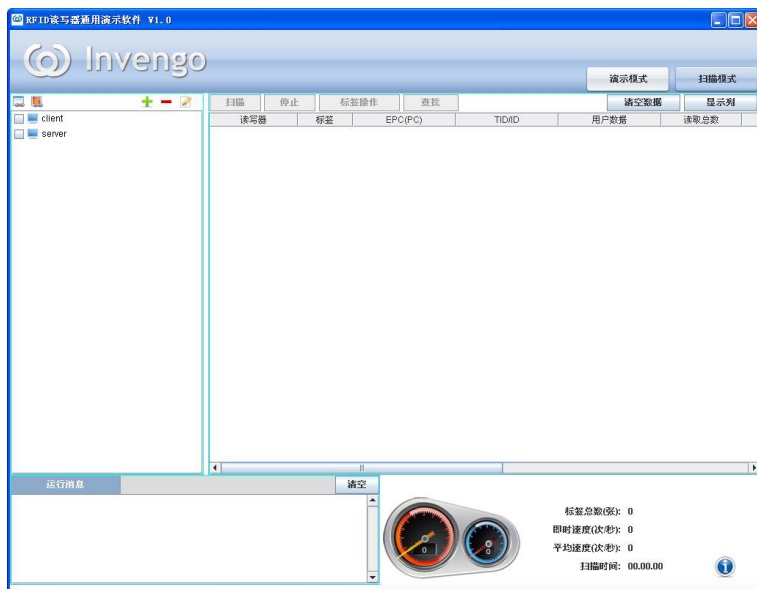 RFID读写器通用演示软件 V1.0
Invengo
演示模式 扫描模式
扫描 停止 标签操作 查找 清空数据 显示列
读写器 标签 EPC(PC) TID/ID 用户数据 读取总数
client
server
运行消息 清空
标签总数(张): 0
即时速度(次/秒): 0
平均速度(次/秒): 0
扫描时间: 00.00.00
0
0